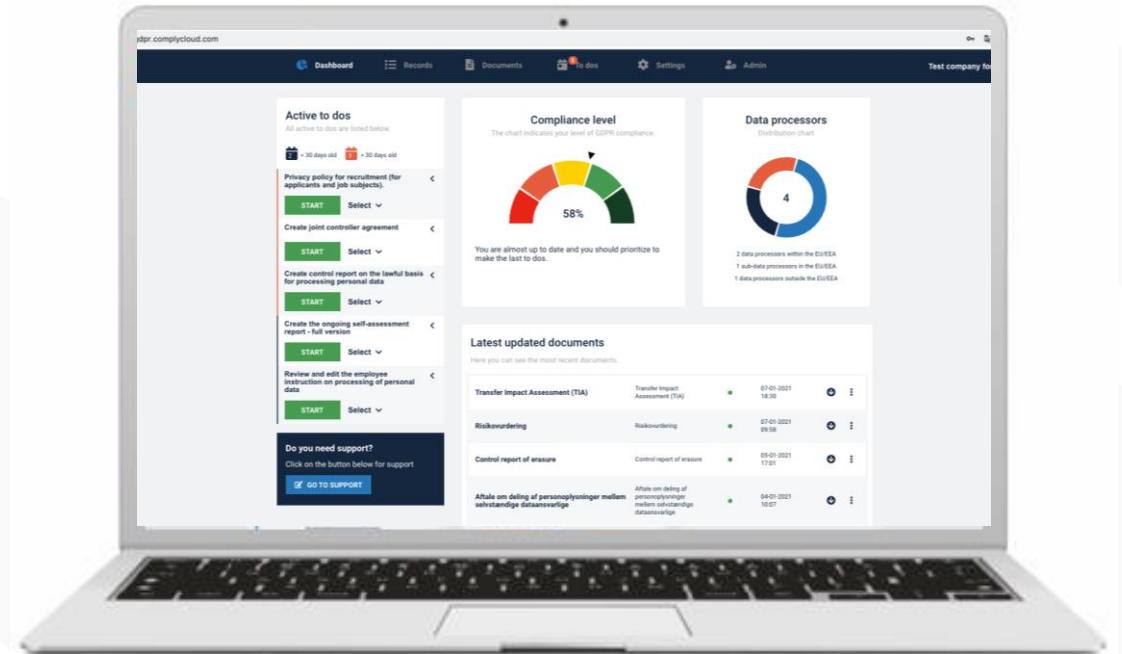 gdpr.complycloud.com
Dashboard
Records
Documents
To dos
Settings
Admin
Test company for
Active to dos
All active to dos are listed below.
< 30 days old
> 30 days old
Privacy policy for recruitment (for
applicants and job subjects).
START Select
Create joint controller agreement
START Select
Create control report on the lawful basis
for processing personal data
START Select
Create the ongoing self-assessment
report - full version
START Select
Review and edit the employee
instruction on processing of personal
data
START Select
Do you need support?
Click on the button below for support
GO TO SUPPORT
Compliance level
The chart indicates your level of GDPR compliance.
58%
You are almost up to date and you should prioritize to
make the last to dos.
Data processors
Distribution chart
4
2 data processors within the EU/EEA
1 sub-data processors in the EU/EEA
1 data processors outside the EU/EEA
Latest updated documents
Here you can see the most recent documents.
Transfer Impact Assessment (TIA)
Transfer Impact
Assessment (TIA)
07-01-2021
18:30
Risikovurdering
Risikovurdering
07-01-2021
09:58
Control report of erasure
Control report of erasure
05-01-2021
17:01
Aftale om deling af personoplysninger mellem
selvstændige dataansvarlige
Aftale om deling af
personoplysninger
mellem selvstændige
dataansvarlige
04-01-2021
10:07